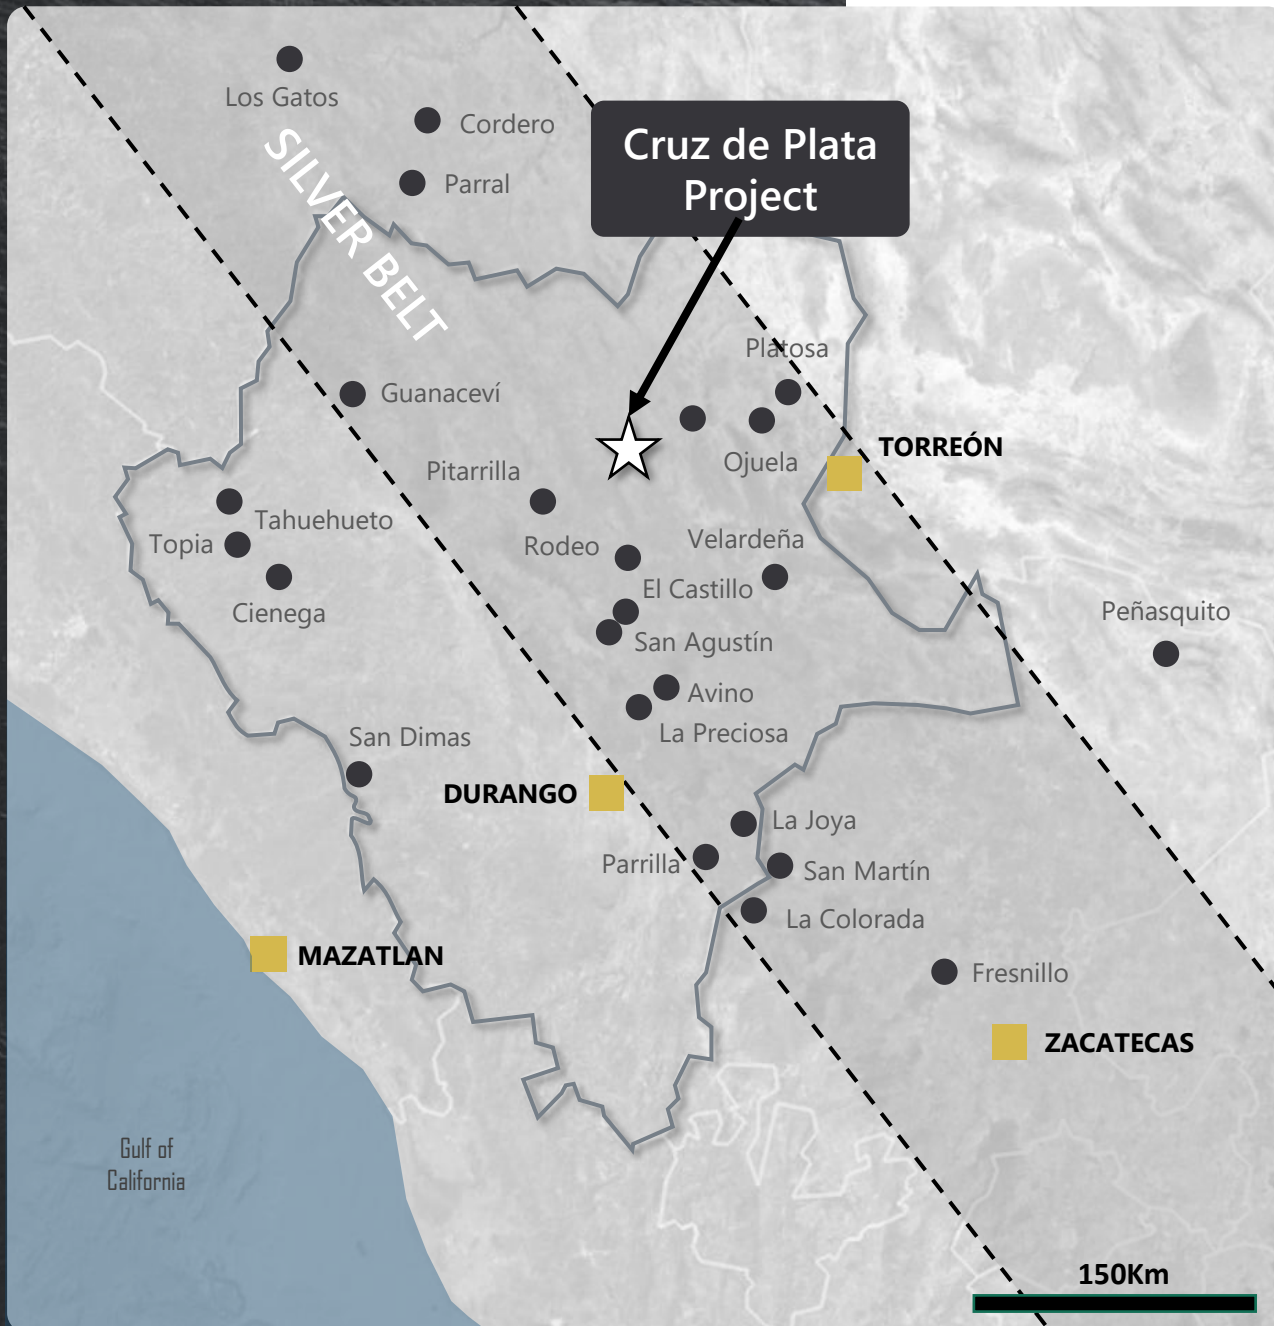 Los Gatos
Cordero
Parral
SILVER BELT
Cruz de Plata
Project
Platosa
Guanaceví
TORREÓN
Ojuela
Pitarrilla
Tahuehueto
Topia
Rodeo
Velardeña
El Castillo
Cienega
Peñasquito
San Agustín
Avino
La Preciosa
San Dimas
DURANGO
La Joya
Parrilla
San Martín
La Colorada
MAZATLAN
Fresnillo
ZACATECAS
Gulf of
California
150Km